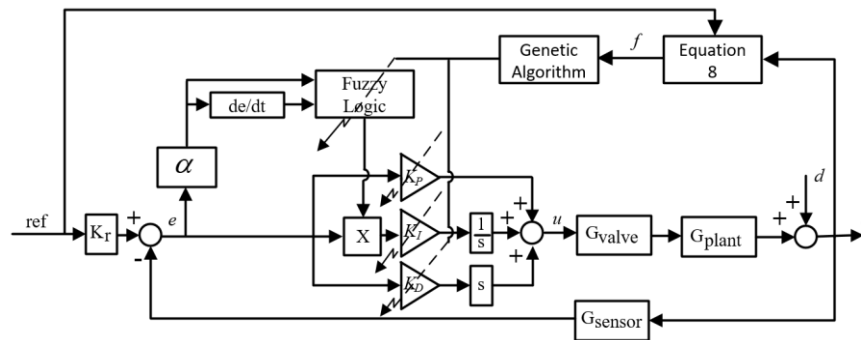 Genetic
Algorithm
f
Equation
8
Fuzzy
Logic
de/dt
α
K_P
ref
K_r
+
-
e
X
K_I
1
s
+
+
+
u
G_valve
G_plant
+
+
d
K_D
s
G_sensor